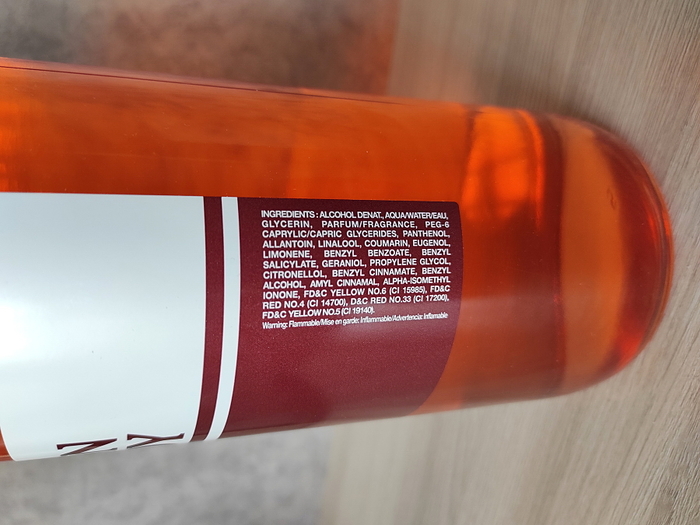 INGREDIENTS : ALCOHOL DENAT., AQUA/WATER/EAU,
GLYCERIN, PARFUM/FRAGRANCE, PEG-6
CAPRYLIC/CAPRIC GLYCERIDES, PANTHENOL,
ALLANTOIN, LINALOOL, COUMARIN, EUGENOL,
LIMONENE, BENZYL BENZOATE, BENZYL
SALICYLATE, GERANIOL, PROPYLENE GLYCOL,
CITRONELLOL, BENZYL CINNAMATE, BENZYL
ALCOHOL, AMYL CINNAMAL, ALPHA-ISOMETHYL
IONONE, FD&C YELLOW NO.6 (CI 15985), FD&C
RED NO.4 (CI 14700), D&C RED NO.33 (CI 17200),
FD&C YELLOW NO.5 (CI 19140).
Warning: Flammable/Mise en garde: Inflammable/Advertencia: Inflamable
N
Y